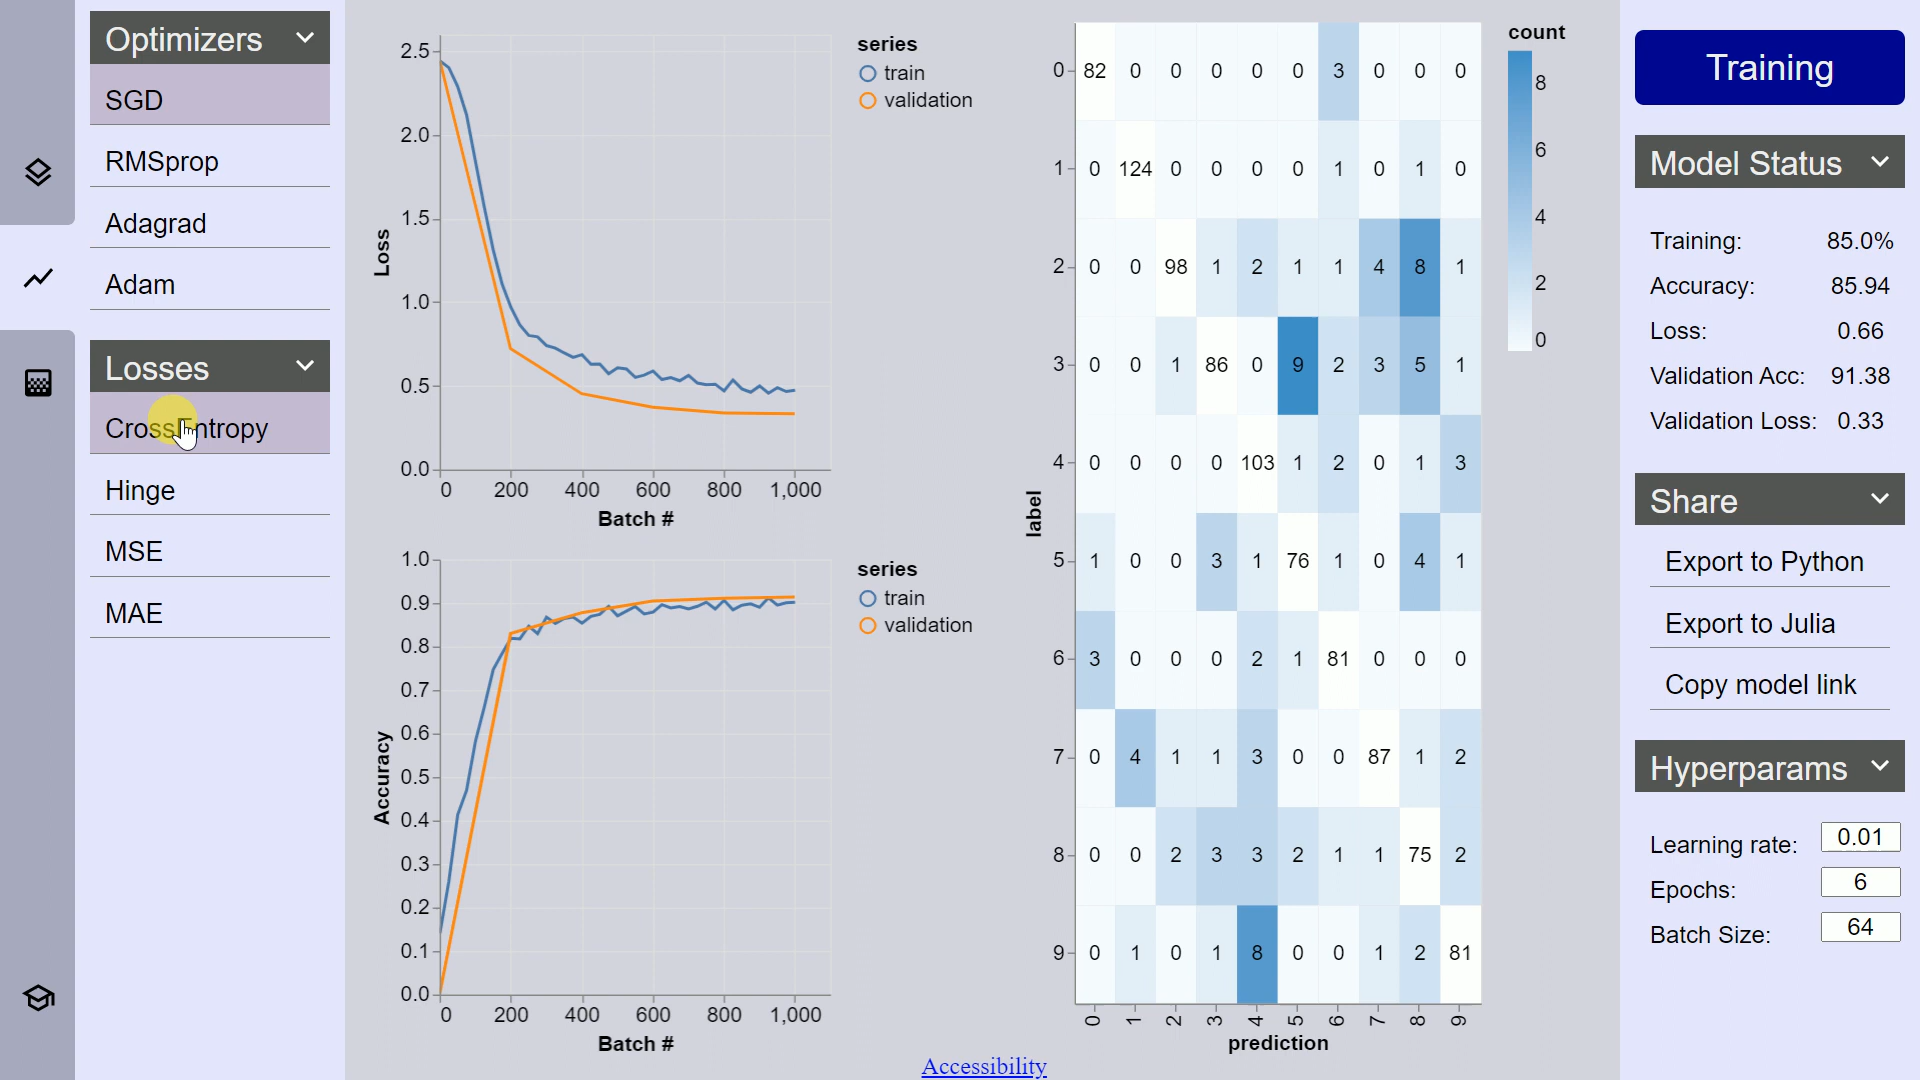 Optimizers
SGD
RMSprop
Adagrad
Adam
Losses
CrossEntropy
Hinge
MSE
MAE
2.5
2.0
1.5
1.0
0.5
0.0
Loss
0 200 400 600 800 1,000
Batch #
series
train
validation
1.0
0.9
0.8
0.7
0.6
0.5
0.4
0.3
0.2
0.1
0.0
Accuracy
0 200 400 600 800 1,000
Batch #
series
train
validation
label
0 82 0 0 0 0 0 3 0 0 0
1 0 124 0 0 0 0 1 0 1 0
2 0 0 98 1 2 1 1 4 8 1
3 0 0 1 86 0 9 2 3 5 1
4 0 0 0 0 103 1 2 0 1 3
5 1 0 0 3 1 76 1 0 4 1
6 3 0 0 0 2 1 81 0 0 0
7 0 4 1 1 3 0 0 87 1 2
8 0 0 2 3 3 2 1 1 75 2
9 0 1 0 1 8 0 0 1 2 81
0 1 2 3 4 5 6 7 8 9
prediction
count
8
6
4
2
0
Accessibility
Training
Model Status
Training: 85.0%
Accuracy: 85.94
Loss: 0.66
Validation Acc: 91.38
Validation Loss: 0.33
Share
Export to Python
Export to Julia
Copy model link
Hyperparams
Learning rate: 0.01
Epochs: 6
Batch Size: 64